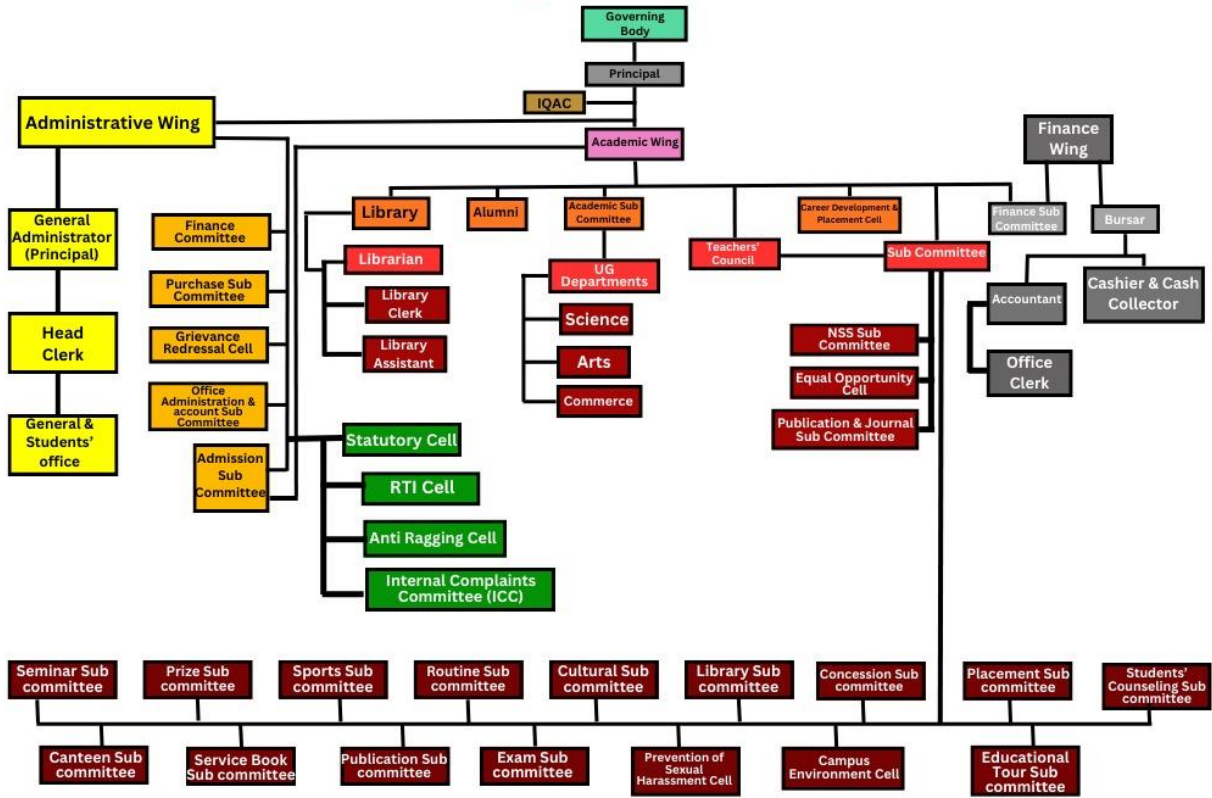 Governing
Body
Principal
IQAC
Administrative Wing
Academic Wing
Finance
Wing
General
Administrator
(Principal)
Head
Clerk
General &
Students'
office
Finance
Committee
Purchase Sub
Committee
Grievance
Redressal Cell
Office
Administration &
account Sub
Committee
Admission
Sub
Committee
Library
Librarian
Library
Clerk
Library
Assistant
Alumni
Academic Sub
Committee
UG
Departments
Science
Arts
Commerce
Teachers'
Council
Career Development &
Placement Cell
Sub Committee
NSS Sub
Committee
Equal Opportunity
Cell
Publication & Journal
Sub Committee
Finance Sub
Committee
Bursar
Accountant
Cashier & Cash
Collector
Office
Clerk
Statutory Cell
RTI Cell
Anti Ragging Cell
Internal Complaints
Committee (ICC)
Seminar Sub
committee
Prize Sub
committee
Sports Sub
committee
Routine Sub
committee
Cultural Sub
committee
Library Sub
committee
Concession Sub
committee
Placement Sub
committee
Students'
Counseling Sub
committee
Canteen Sub
committee
Service Book
Sub committee
Publication Sub
committee
Exam Sub
committee
Prevention of
Sexual
Harassment Cell
Campus
Environment Cell
Educational
Tour Sub
committee